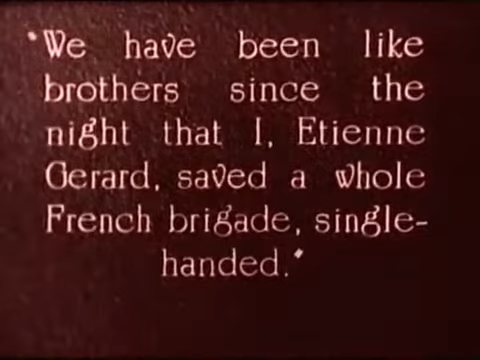 "We have been like
brothers since the
night that I, Etienne
Gerard, saved a whole
French brigade, single-
handed."